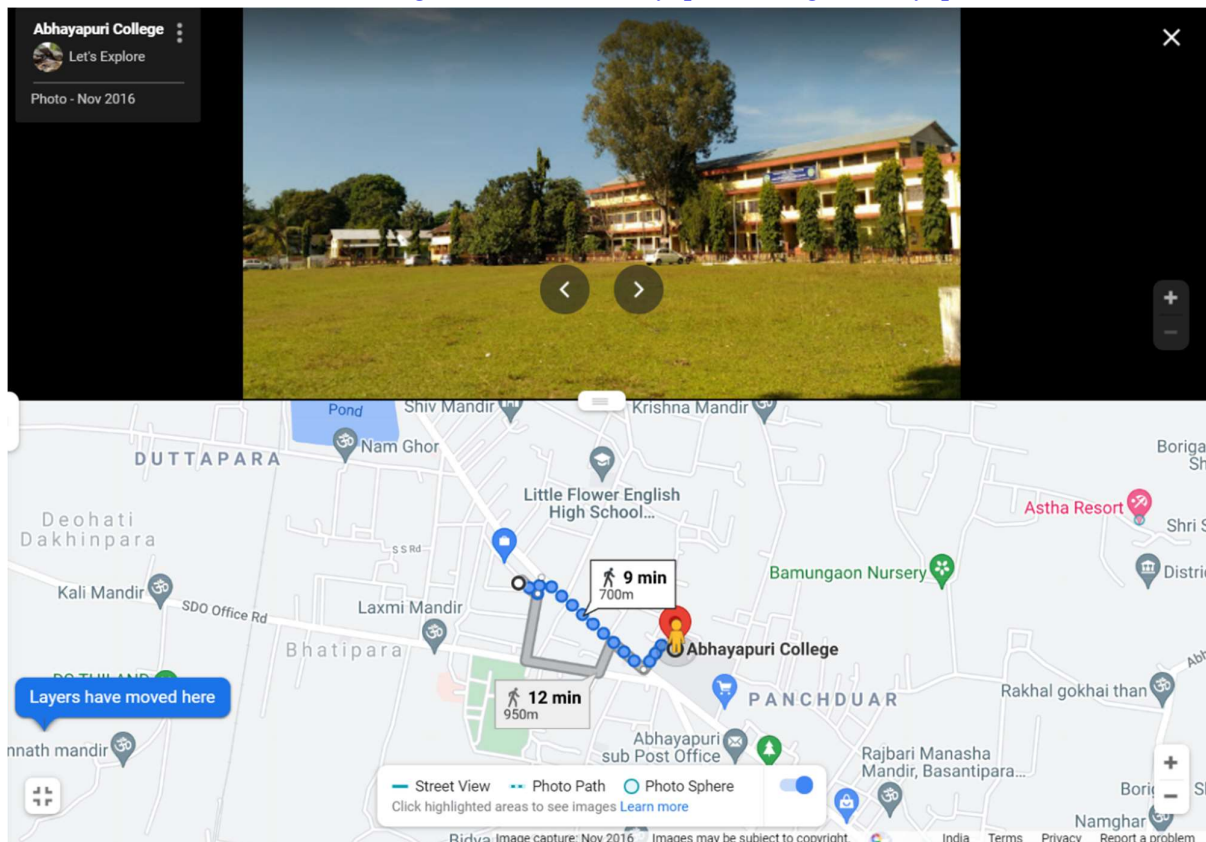 Abhayapuri College
Let's Explore
Photo - Nov 2016
Pond
Shiv Mandir
Krishna Mandir
Nam Ghor
DUTTAPARA
Boriga
Sh
Little Flower English
High School...
Astha Resort
Deohati
Dakhinpara
Shri S
S S Rd
9 min
700m
Bamungaon Nursery
Distric
Kali Mandir
SDO Office Rd
Laxmi Mandir
Bhatipara
Abhayapuri College
Abh
Layers have moved here
12 min
950m
PANCHDUAR
Rakhal gokhai than
nnath mandir
Abhayapuri
sub Post Office
Rajbari Manasha
Mandir, Basantipara...
Street View
Photo Path
Photo Sphere
Click highlighted areas to see images Learn more
Namghar
Image capture: Nov 2016 Images may be subject to copyright. India Terms Privacy Report a problem